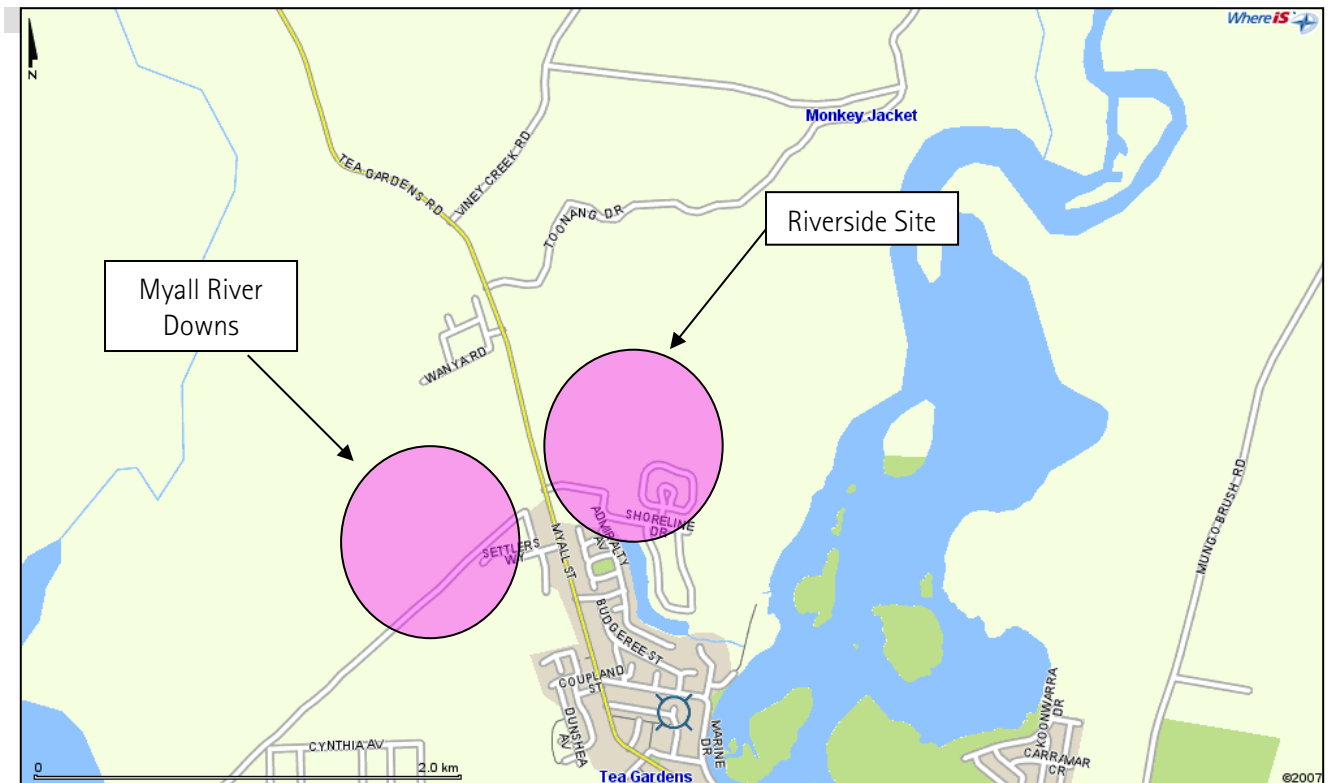 Where iS
N
Monkey Jacket
TEA GARDENS RD
VINEY CREEK RD
TOONANG DR
Riverside Site
Myall River
Downs
WANYA RD
MUNGO BRUSH RD
SHORELINE
DR
ADMIRALTY
AV
SETTLERS
WY
MYALL ST
BUDGEREE ST
COUPLAND
ST
DUNSHEA
AV
MARINE
DR
KOONWARRA
DR
CARRAMAR
CR
CYNTHIA AV
0
2.0 km
Tea Gardens
©2007